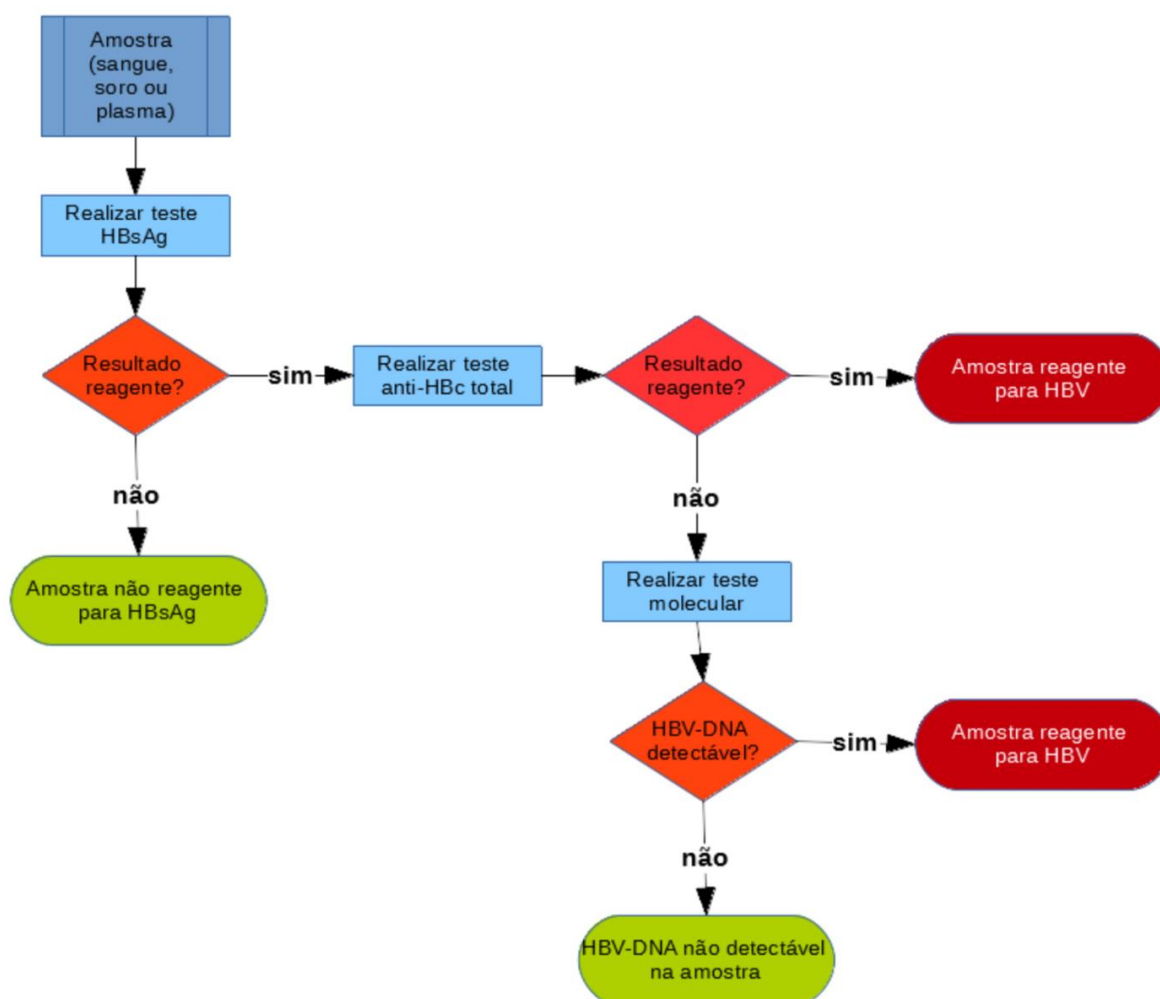 Amostra
(sangue,
soro ou
plasma)
Realizar teste
HBsAg
Resultado
reagente?
sim
Realizar teste
anti-HBc total
Resultado
reagente?
sim
Amostra reagente
para HBV
não
Amostra não reagente
para HBsAg
não
Realizar teste
molecular
HBV-DNA
detectável?
sim
Amostra reagente
para HBV
não
HBV-DNA não detectável
na amostra